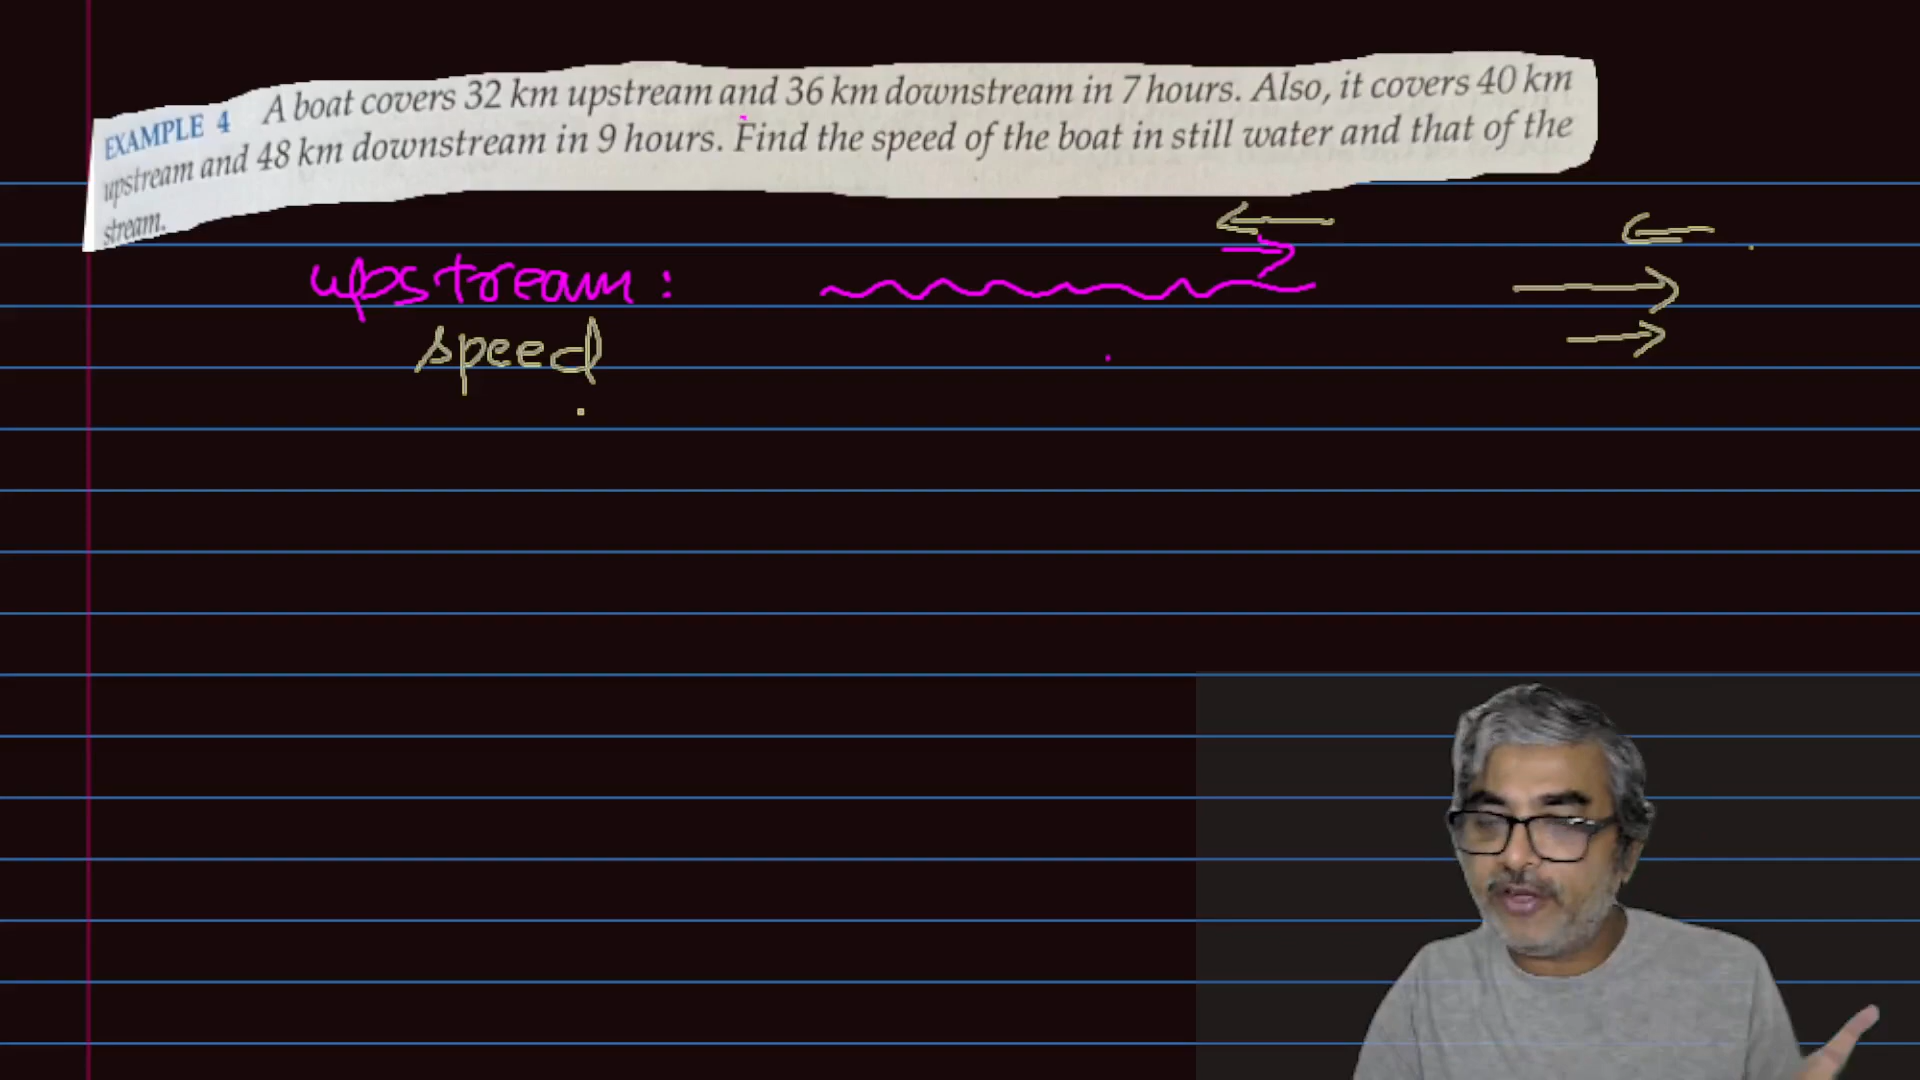 EXAMPLE 4 A boat covers 32 km upstream and 36 km downstream in 7 hours. Also, it covers 40 km
upstream and 48 km downstream in 9 hours. Find the speed of the boat in still water and that of the
stream.
upstream :
speed